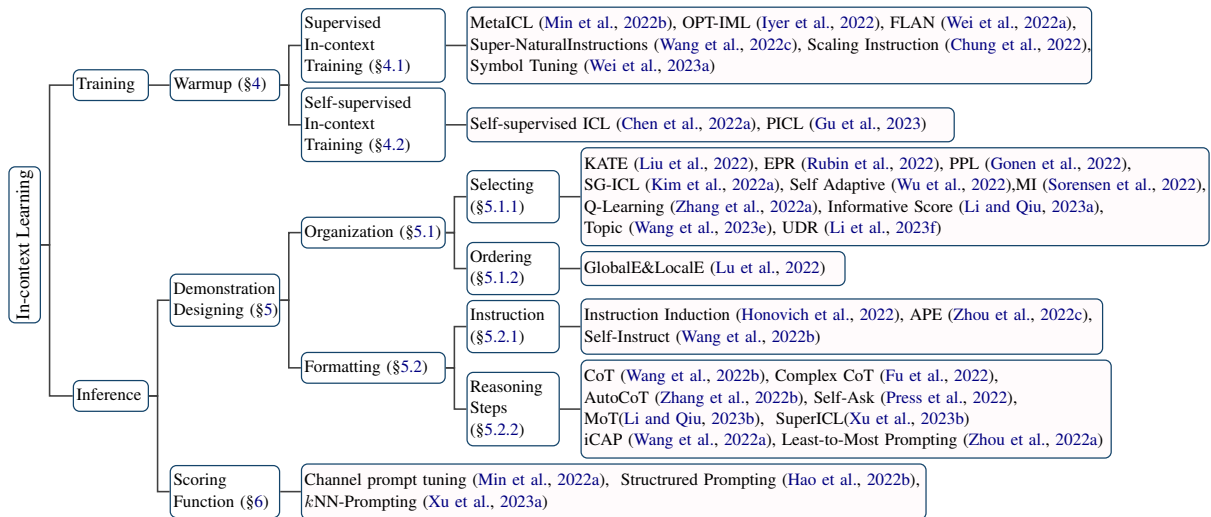 In-context Learning
Training
Warmup (§4)
Supervised
In-context
Training (§4.1)
MetaICL (Min et al., 2022b), OPT-IML (Iyer et al., 2022), FLAN (Wei et al., 2022a),
Super-NaturalInstructions (Wang et al., 2022c), Scaling Instruction (Chung et al., 2022),
Symbol Tuning (Wei et al., 2023a)
Self-supervised
In-context
Training (§4.2)
Self-supervised ICL (Chen et al., 2022a), PICL (Gu et al., 2023)
Inference
Demonstration
Designing (§5)
Organization (§5.1)
Selecting
(§5.1.1)
KATE (Liu et al., 2022), EPR (Rubin et al., 2022), PPL (Gonen et al., 2022),
SG-ICL (Kim et al., 2022a), Self Adaptive (Wu et al., 2022),MI (Sorensen et al., 2022),
Q-Learning (Zhang et al., 2022a), Informative Score (Li and Qiu, 2023a),
Topic (Wang et al., 2023e), UDR (Li et al., 2023f)
Ordering
(§5.1.2)
GlobalE&LocalE (Lu et al., 2022)
Formatting (§5.2)
Instruction
(§5.2.1)
Instruction Induction (Honovich et al., 2022), APE (Zhou et al., 2022c),
Self-Instruct (Wang et al., 2022b)
Reasoning
Steps
(§5.2.2)
CoT (Wang et al., 2022b), Complex CoT (Fu et al., 2022),
AutoCoT (Zhang et al., 2022b), Self-Ask (Press et al., 2022),
MoT(Li and Qiu, 2023b), SuperICL(Xu et al., 2023b)
iCAP (Wang et al., 2022a), Least-to-Most Prompting (Zhou et al., 2022a)
Scoring
Function (§6)
Channel prompt tuning (Min et al., 2022a), Structrured Prompting (Hao et al., 2022b),
kNN-Prompting (Xu et al., 2023a)